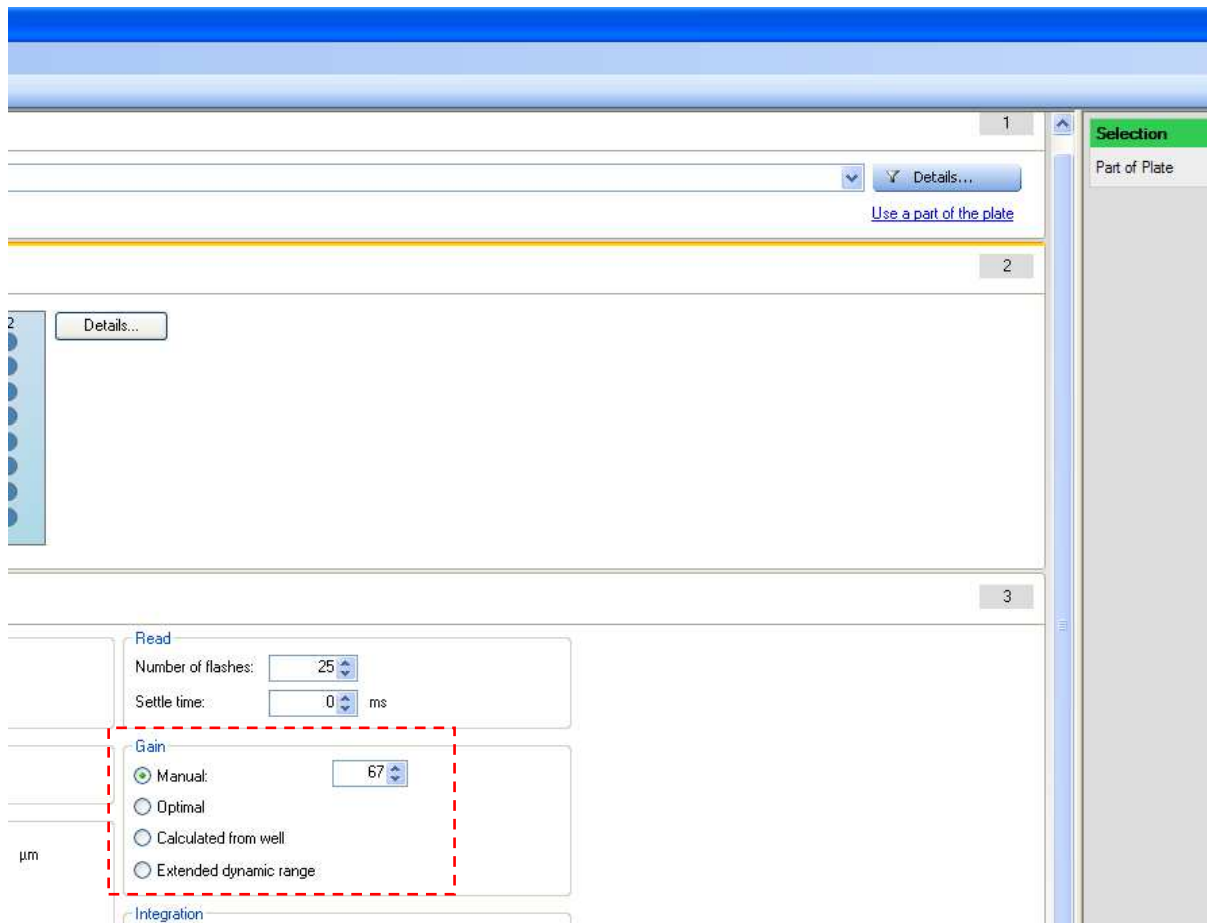 1
Selection
Details...
Part of Plate
Use a part of the plate
2
2
Details...
3
Read
Number of flashes: 25
Settle time: 0 ms
Gain
Manual: 67
Optimal
Calculated from well
µm
Extended dynamic range
Integration